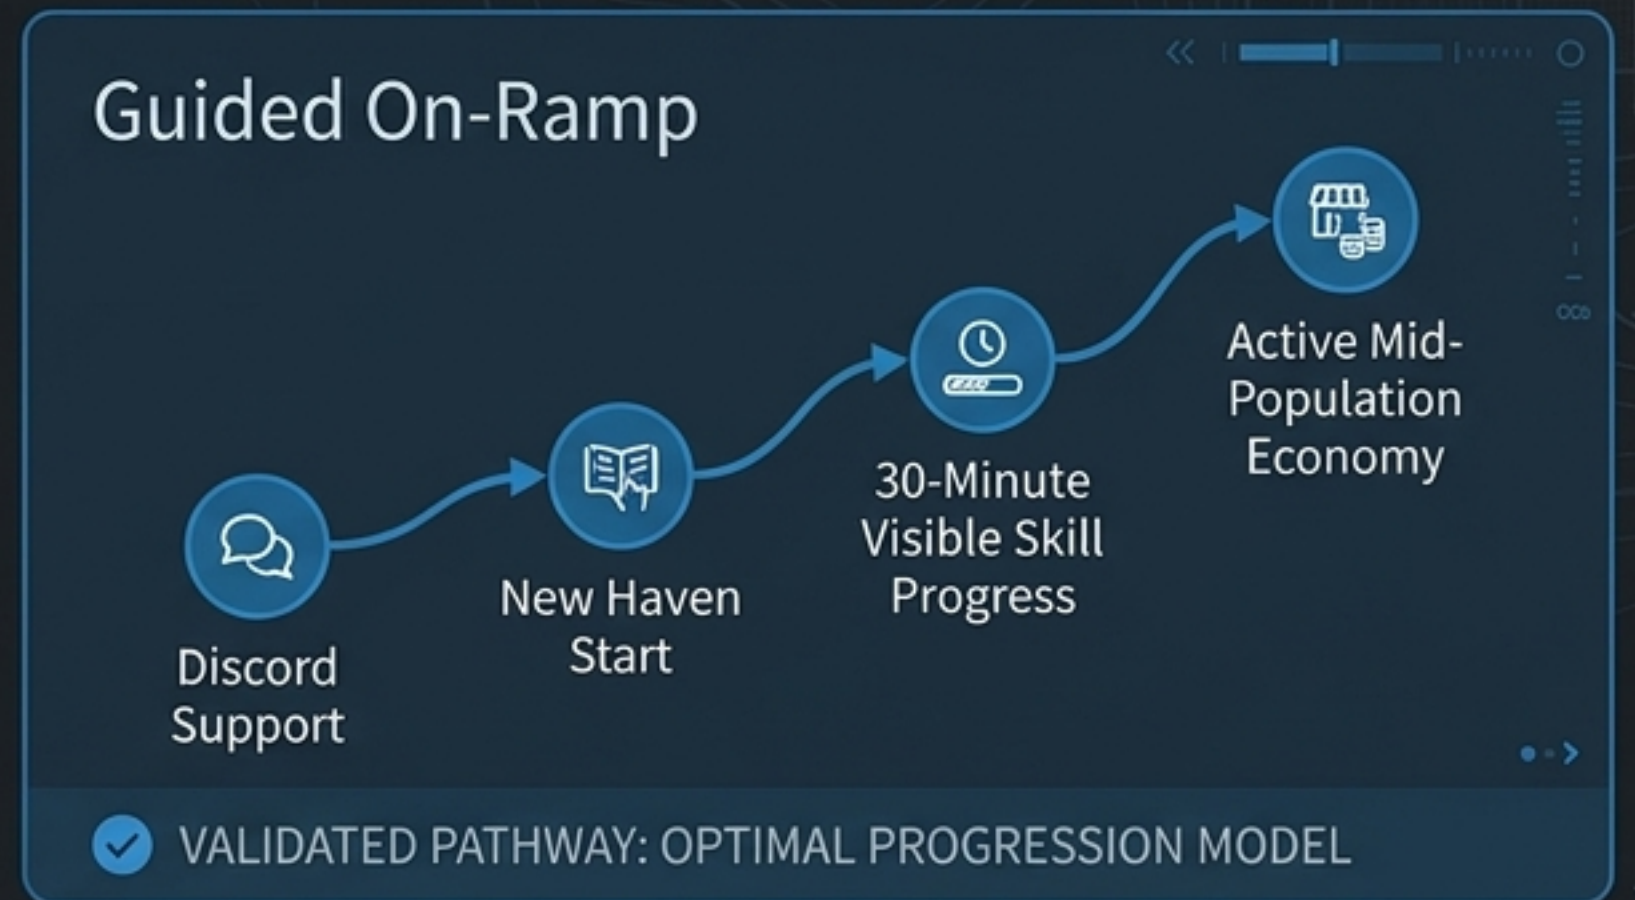 Guided On-Ramp
Discord
Support
New Haven
Start
30-Minute
Visible Skill
Progress
Active Mid-
Population
Economy
VALIDATED PATHWAY: OPTIMAL PROGRESSION MODEL